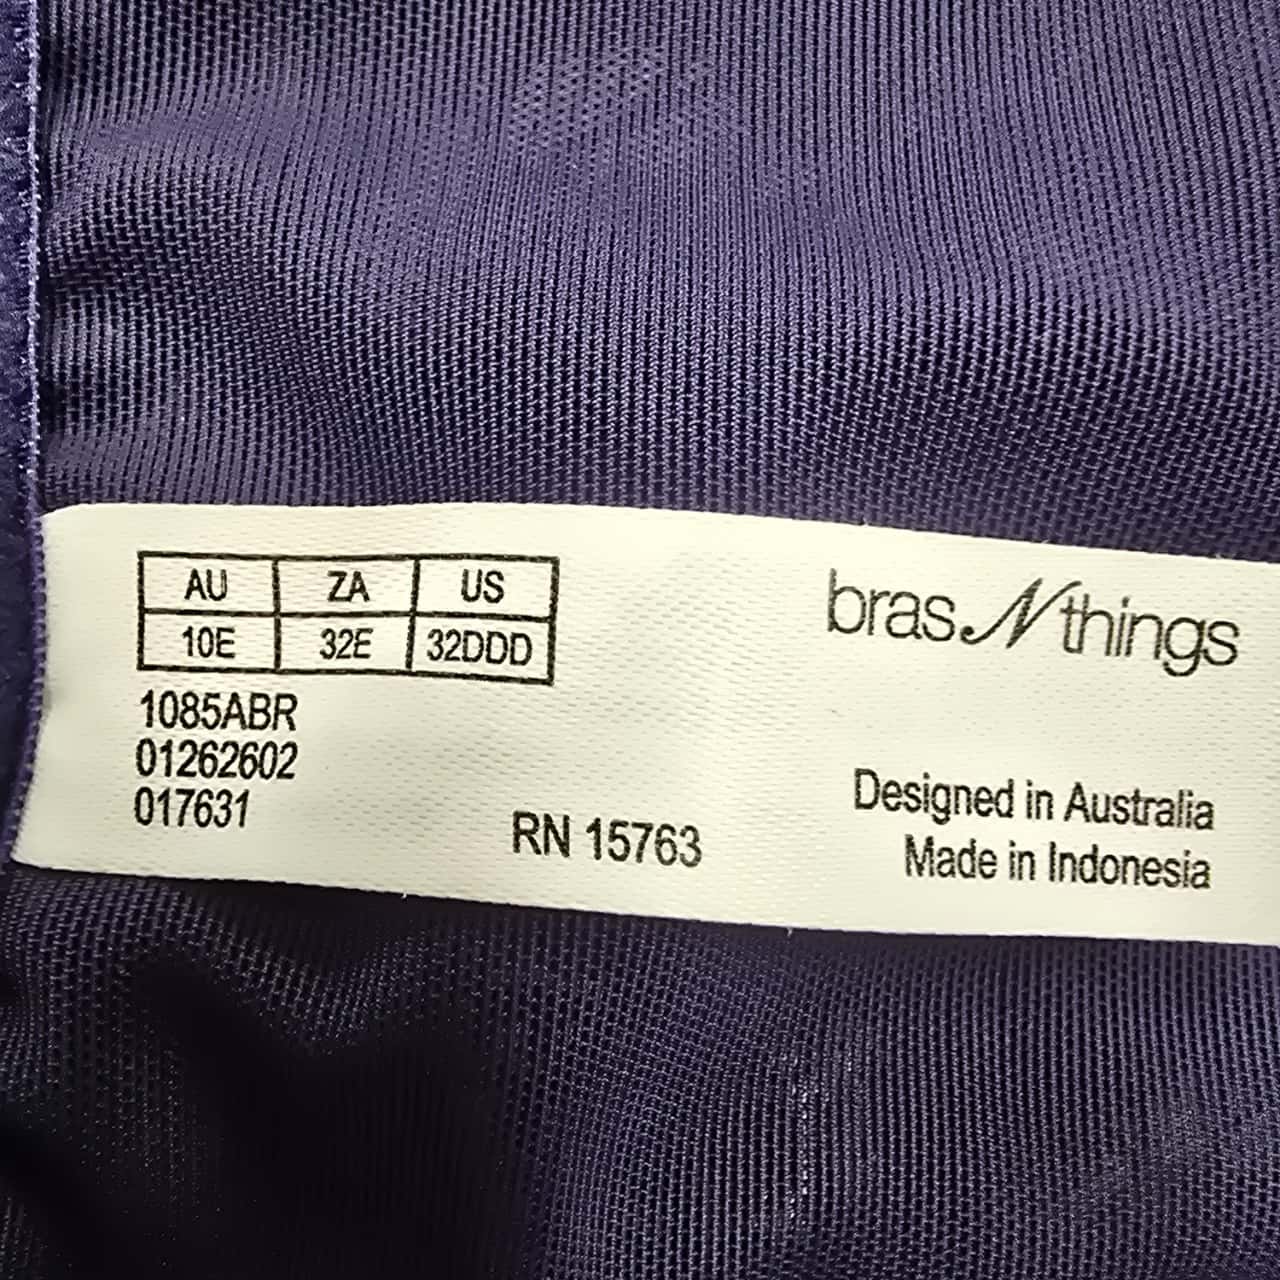 AU ZA US
10E 32E 32DDD
1085ABR
01262602
017631
RN 15763
bras N things
Designed in Australia
Made in Indonesia